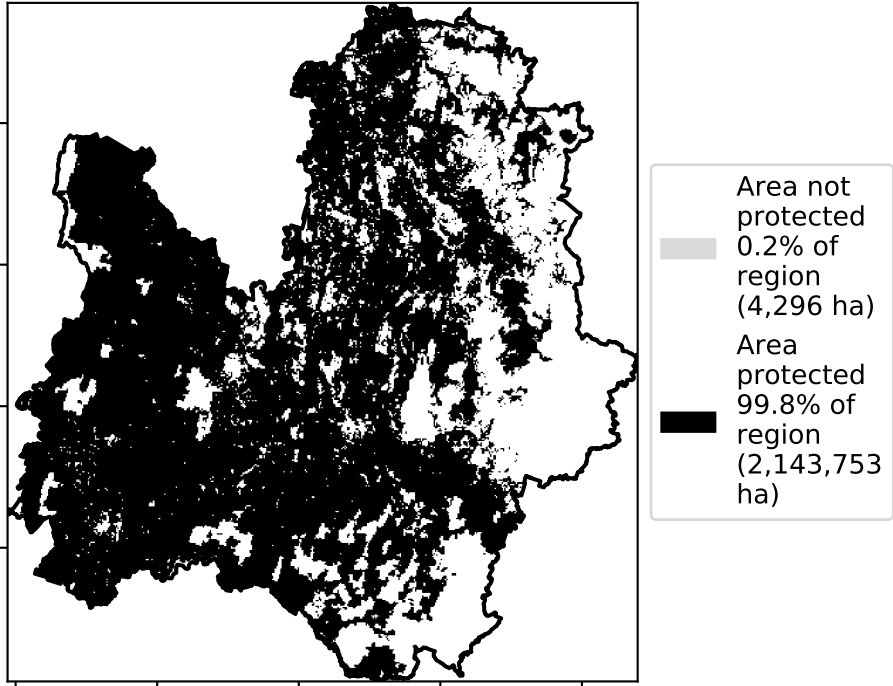 Area not
protected
0.2% of
region
(4,296 ha)
Area
protected
99.8% of
region
(2,143,753
ha)